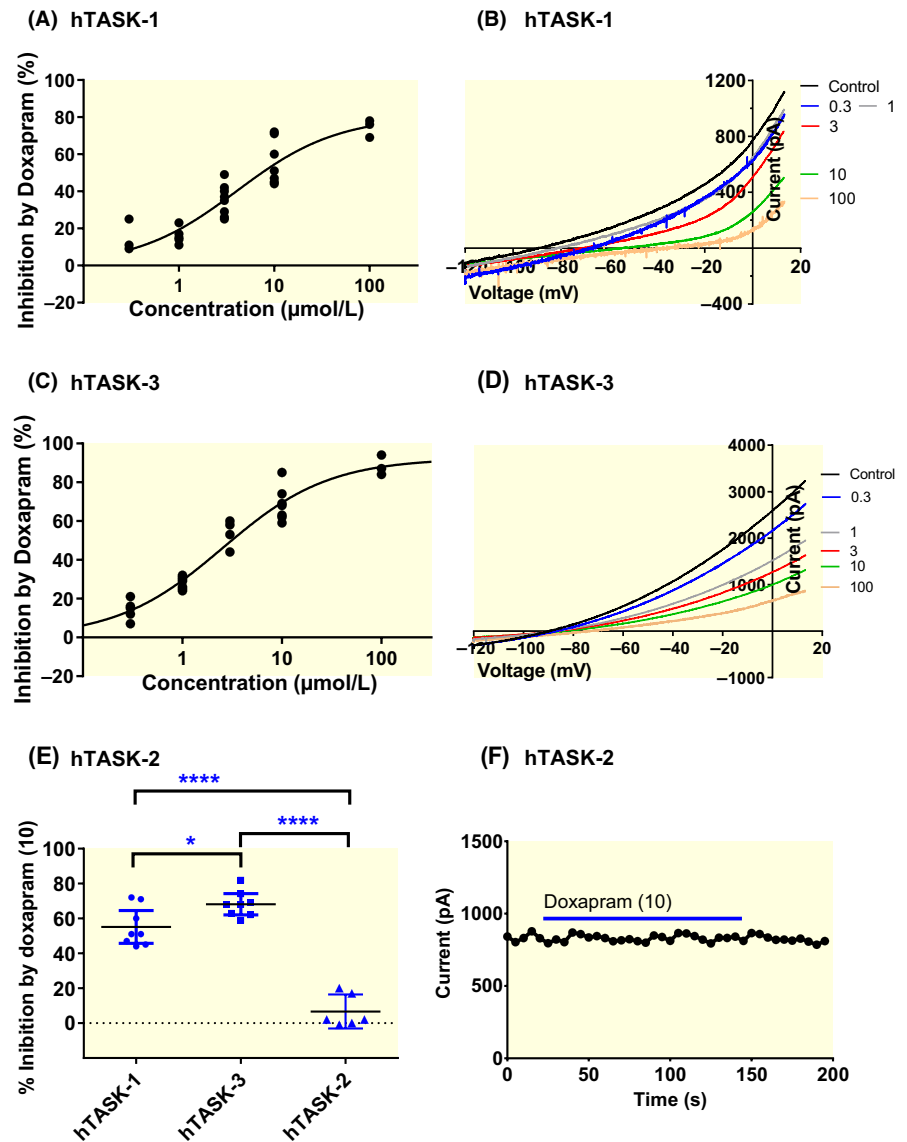 (A) hTASK-1
Inhibition by Doxapram (%)
100
80
60
40
20
0
−20
1 10 100
Concentration (µmol/L)
(B) hTASK-1
1200
800
400
−400
Current (pA)
Control
0.3 1
3
10
100
−80 −60 −40 −20 20
Voltage (mV)
(C) hTASK-3
Inhibition by Doxapram (%)
100
80
60
40
20
0
−20
1 10 100
Concentration (µmol/L)
(D) hTASK-3
4000
3000
2000
1000
−1000
Current (pA)
Control
0.3
1
3
10
100
−120 −100 −80 −60 −40 −20 20
Voltage (mV)
(E) hTASK-2
****
* ****
% Inibition by doxapram (10)
100
80
60
40
20
0
hTASK-1 hTASK-3 hTASK-2
(F) hTASK-2
Current (pA)
1500
1000
500
0
Doxapram (10)
0 50 100 150 200
Time (s)